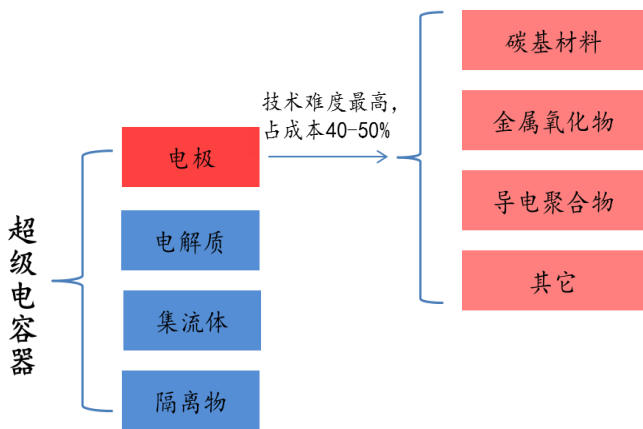 超级电容器
电极
电解质
集流体
隔离物
技术难度最高，
占成本40-50%
碳基材料
金属氧化物
导电聚合物
其它